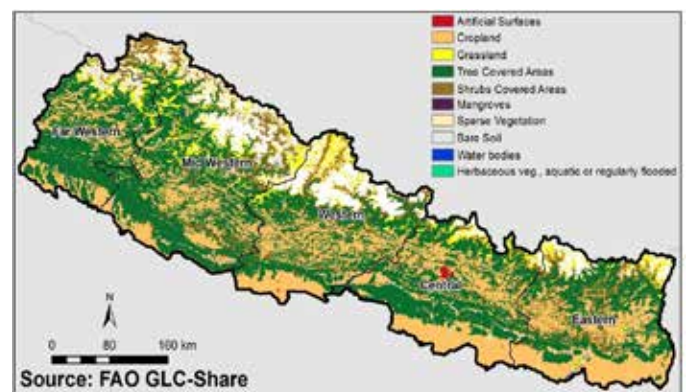 Artificial Surfaces
Cropland
Grassland
Tree Covered Areas
Shrubs Covered Areas
Mangroves
Sparse Vegetation
Bare Soil
Water bodies
Herbaceous veg., aquatic or regularly flooded
Far Western
Mid Western
Western
Central
Eastern
N
0 80 160 km
Source: FAO GLC-Share